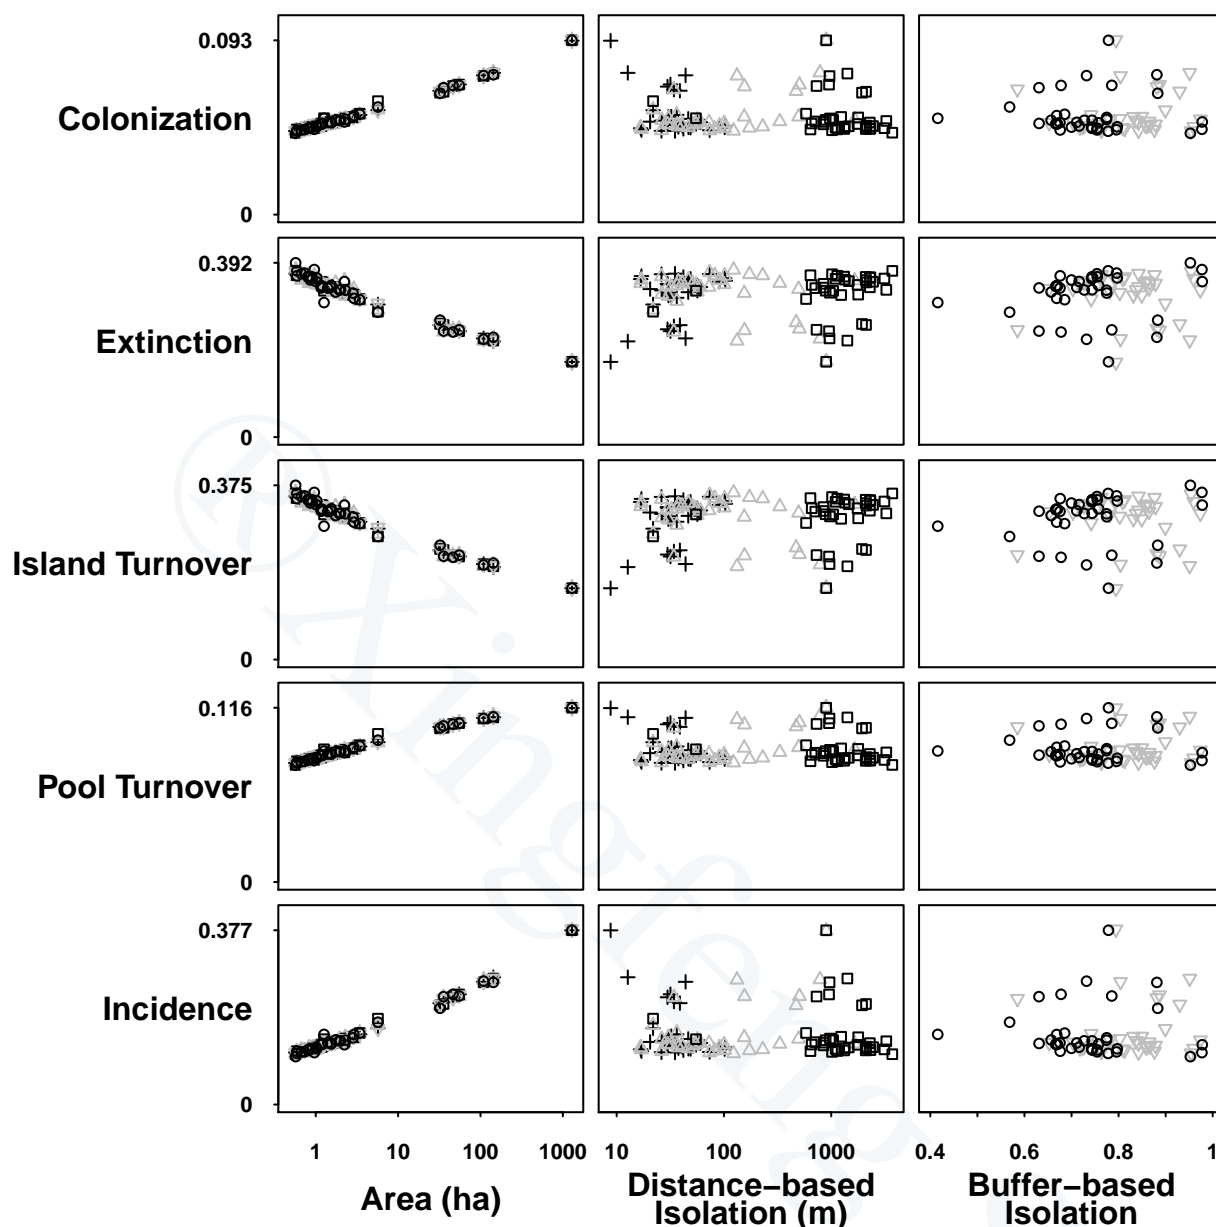 0.093
Colonization
0
0.392
Extinction
0
0.375
Island Turnover
0
0.116
Pool Turnover
0
0.377
Incidence
0
1 10 100 1000 10 100 1000 0.4 0.6 0.8 1
Area (ha)
Distance−based
Isolation (m)
Buffer−based
Isolation
®Xingfeng